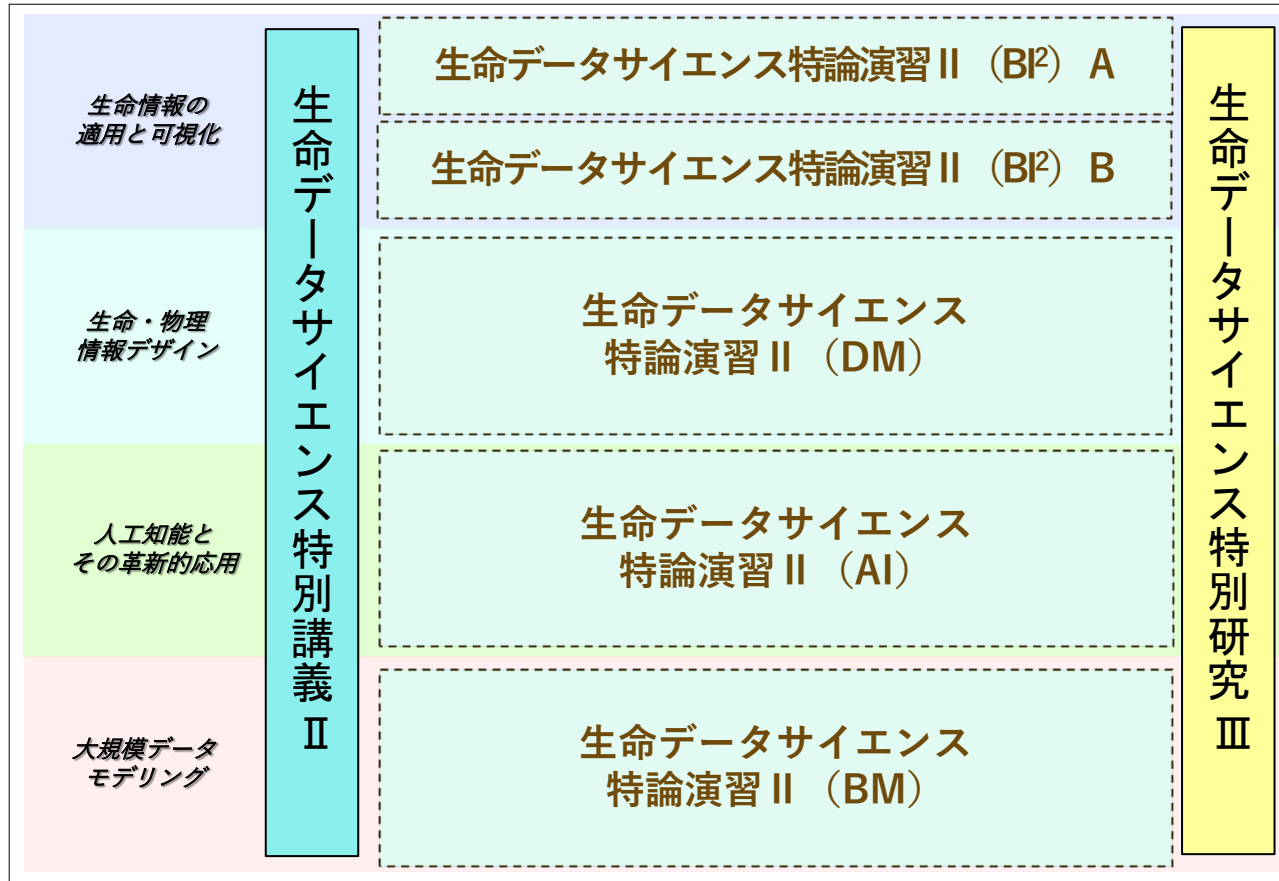 生命情報の
適用と可視化
生命データサイエンス特別講義Ⅱ
生命データサイエンス特論演習Ⅱ（BI²）A
生命データサイエンス特論演習Ⅱ（BI²）B
生命・物理
情報デザイン
生命データサイエンス
特論演習Ⅱ（DM）
人工知能と
その革新的応用
生命データサイエンス
特論演習Ⅱ（AI）
大規模データ
モデリング
生命データサイエンス
特論演習Ⅱ（BM）
生命データサイエンス特別研究Ⅲ